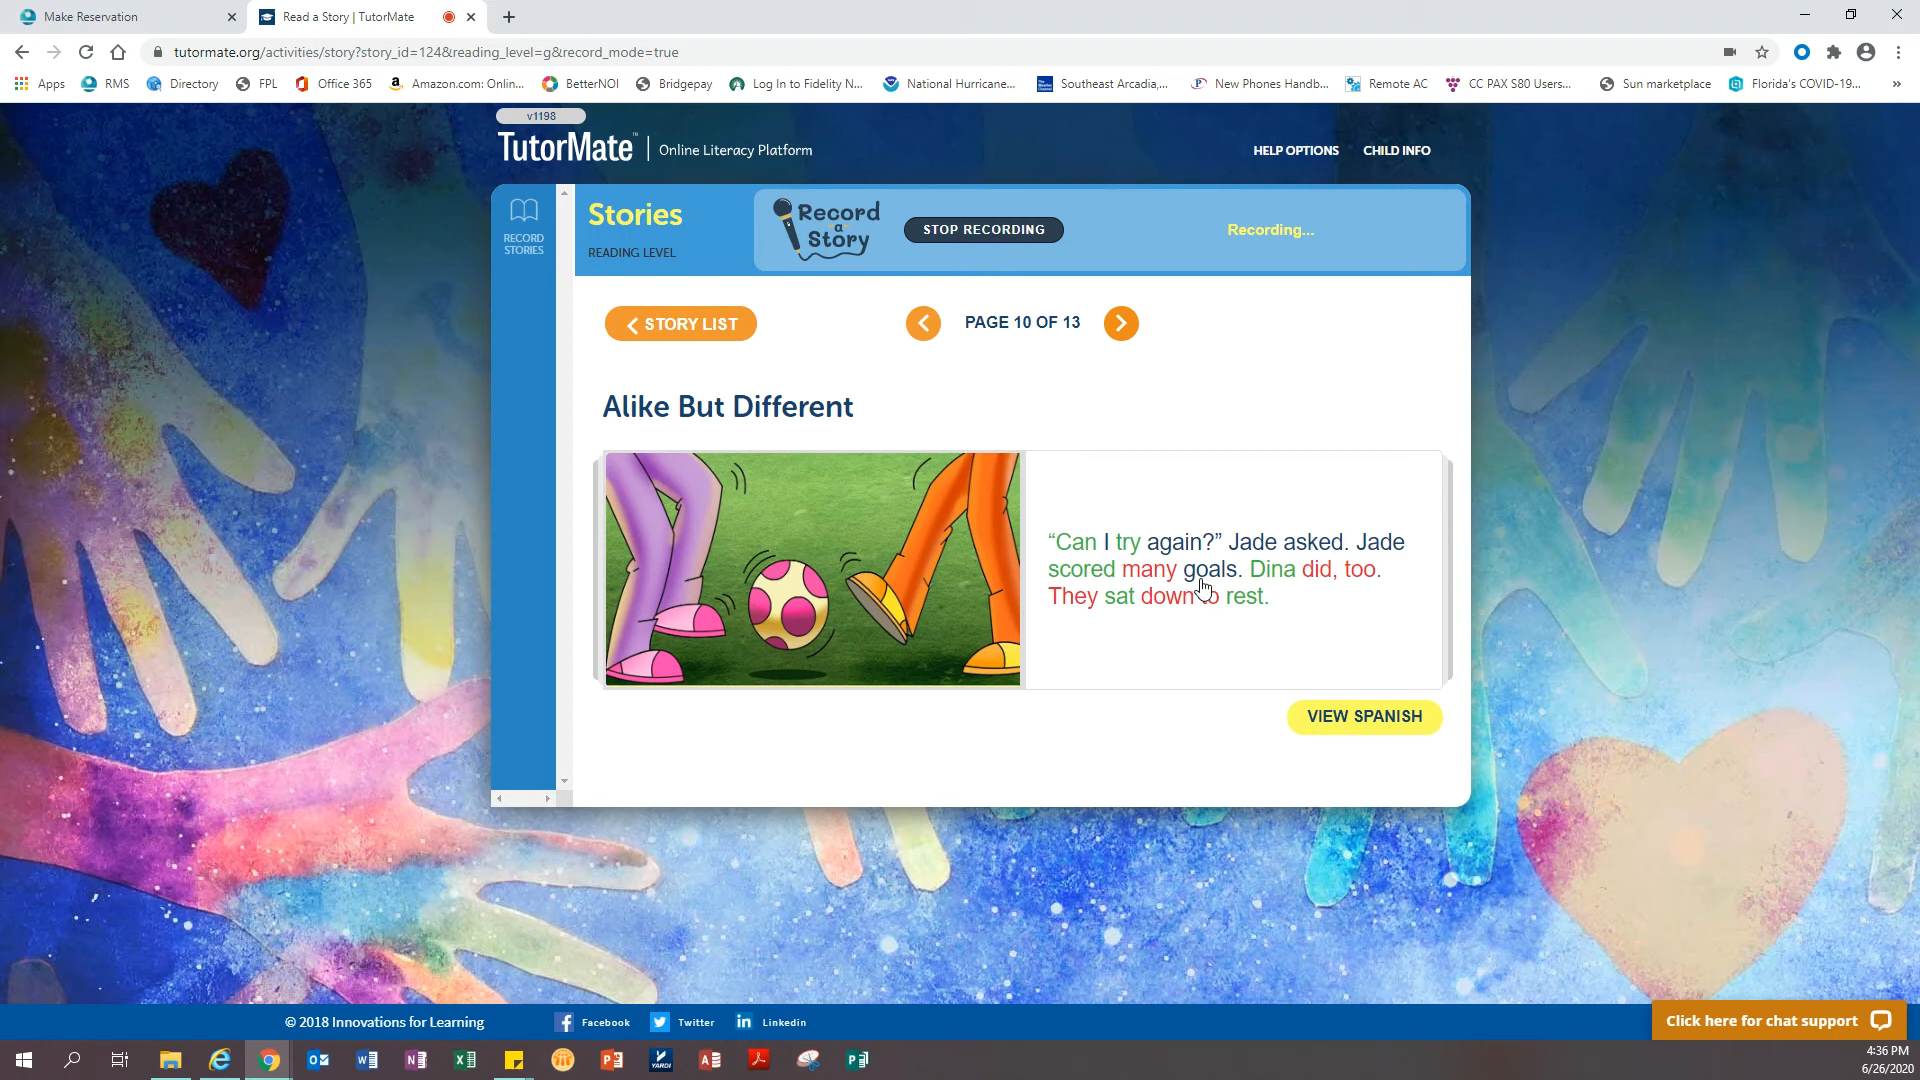 Make Reservation
Read a Story | TutorMate
tutormate.org/activities/story?story_id=124&reading_level=g&record_mode=true
Apps RMS Directory FPL Office 365 Amazon.com: Onlin... BetterNOI Bridgepay Log In to Fidelity N... National Hurricane... Southeast Arcadia,... New Phones Handb... Remote AC CC PAX S80 Users... Sun marketplace Florida's COVID-19... »
v1198
TutorMate™ | Online Literacy Platform
HELP OPTIONS CHILD INFO
RECORD
STORIES
Stories
READING LEVEL
Record
a
Story
STOP RECORDING
Recording...
STORY LIST
PAGE 10 OF 13
Alike But Different
“Can I try again?” Jade asked. Jade
scored many goals. Dina did, too.
They sat down rest.
VIEW SPANISH
© 2018 Innovations for Learning
Facebook Twitter Linkedin
Click here for chat support
YARDI
4:36 PM
6/26/2020